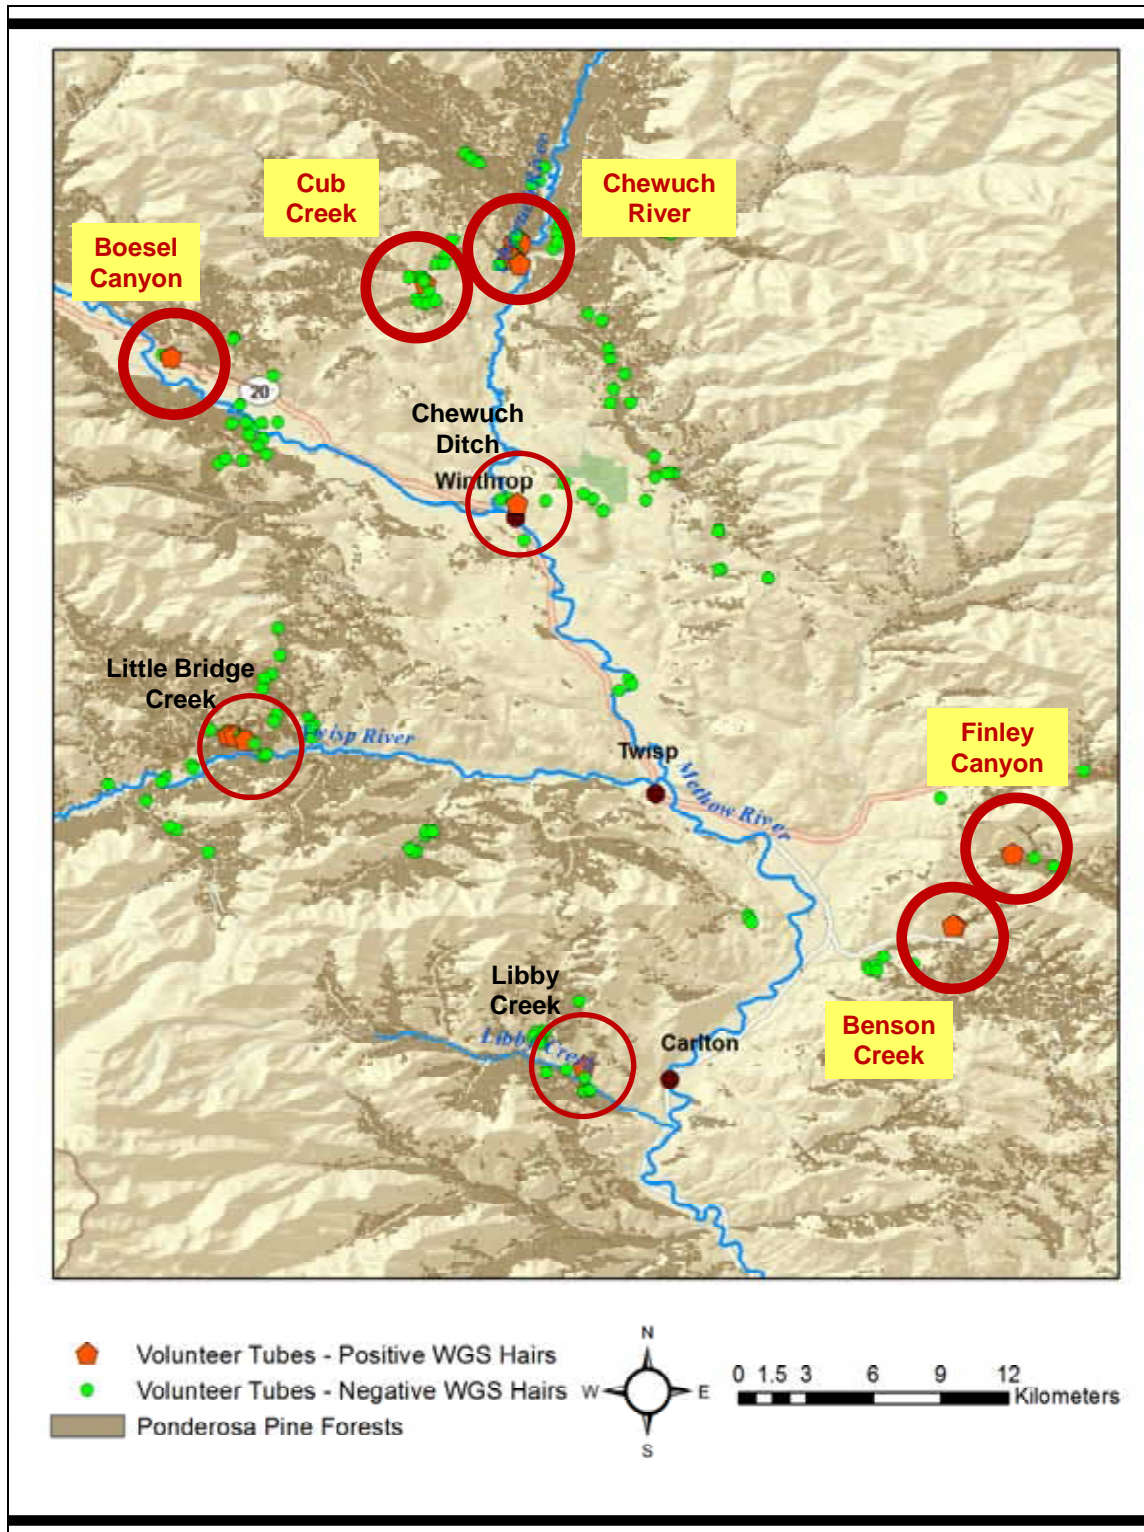 Cub
Creek
Chewuch
River
Boesel
Canyon
20
Chewuch
Ditch
Winthrop
Little Bridge
Creek
Twisp River
Twisp
Methow River
Finley
Canyon
Libby
Creek
Libby Creek
Carlton
Benson
Creek
Volunteer Tubes - Positive WGS Hairs
Volunteer Tubes - Negative WGS Hairs
Ponderosa Pine Forests
N
W
E
S
0 1.5 3 6 9 12
Kilometers